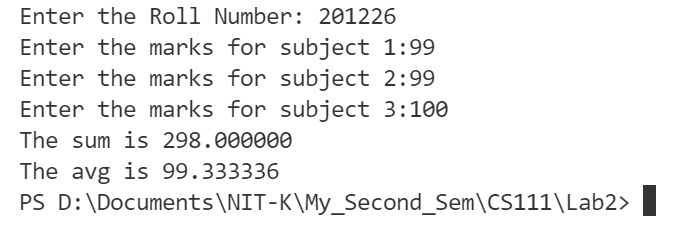 Enter the Roll Number: 201226
Enter the marks for subject 1:99
Enter the marks for subject 2:99
Enter the marks for subject 3:100
The sum is 298.000000
The avg is 99.333336
PS D:\Documents\NIT-K\My_Second_Sem\CS111\Lab2>